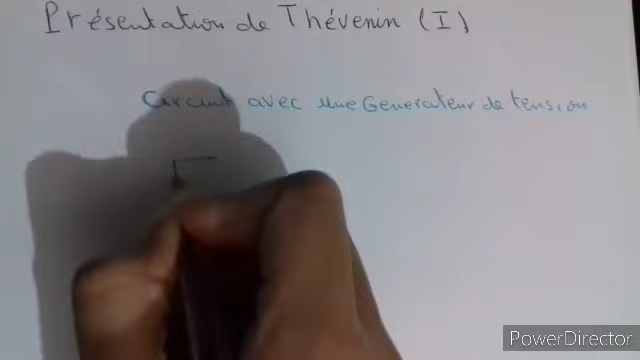 Présentation de Thévenin (I)
Circuit avec une Generateur de tension
PowerDirector